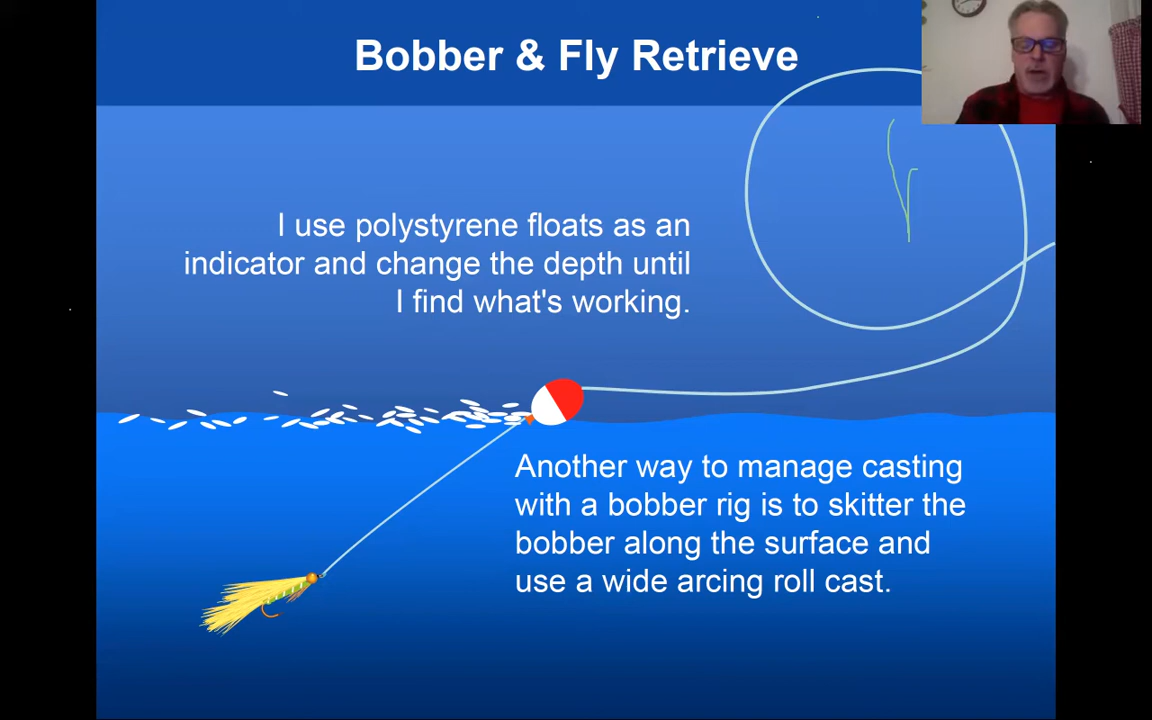 Bobber & Fly Retrieve
I use polystyrene floats as an
indicator and change the depth until
I find what's working.
Another way to manage casting
with a bobber rig is to skitter the
bobber along the surface and
use a wide arcing roll cast.